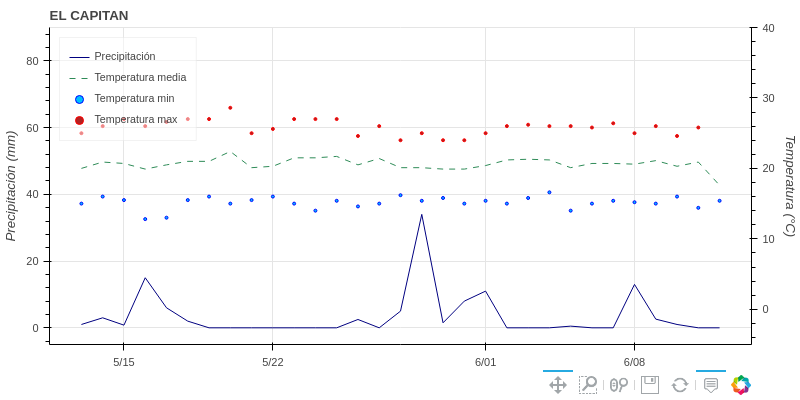 EL CAPITAN
Precipitación
Temperatura media
Temperatura min
Temperatura max
Precipitación (mm)
80
60
40
20
0
Temperatura (°C)
40
30
20
10
0
5/15
5/22
6/01
6/08